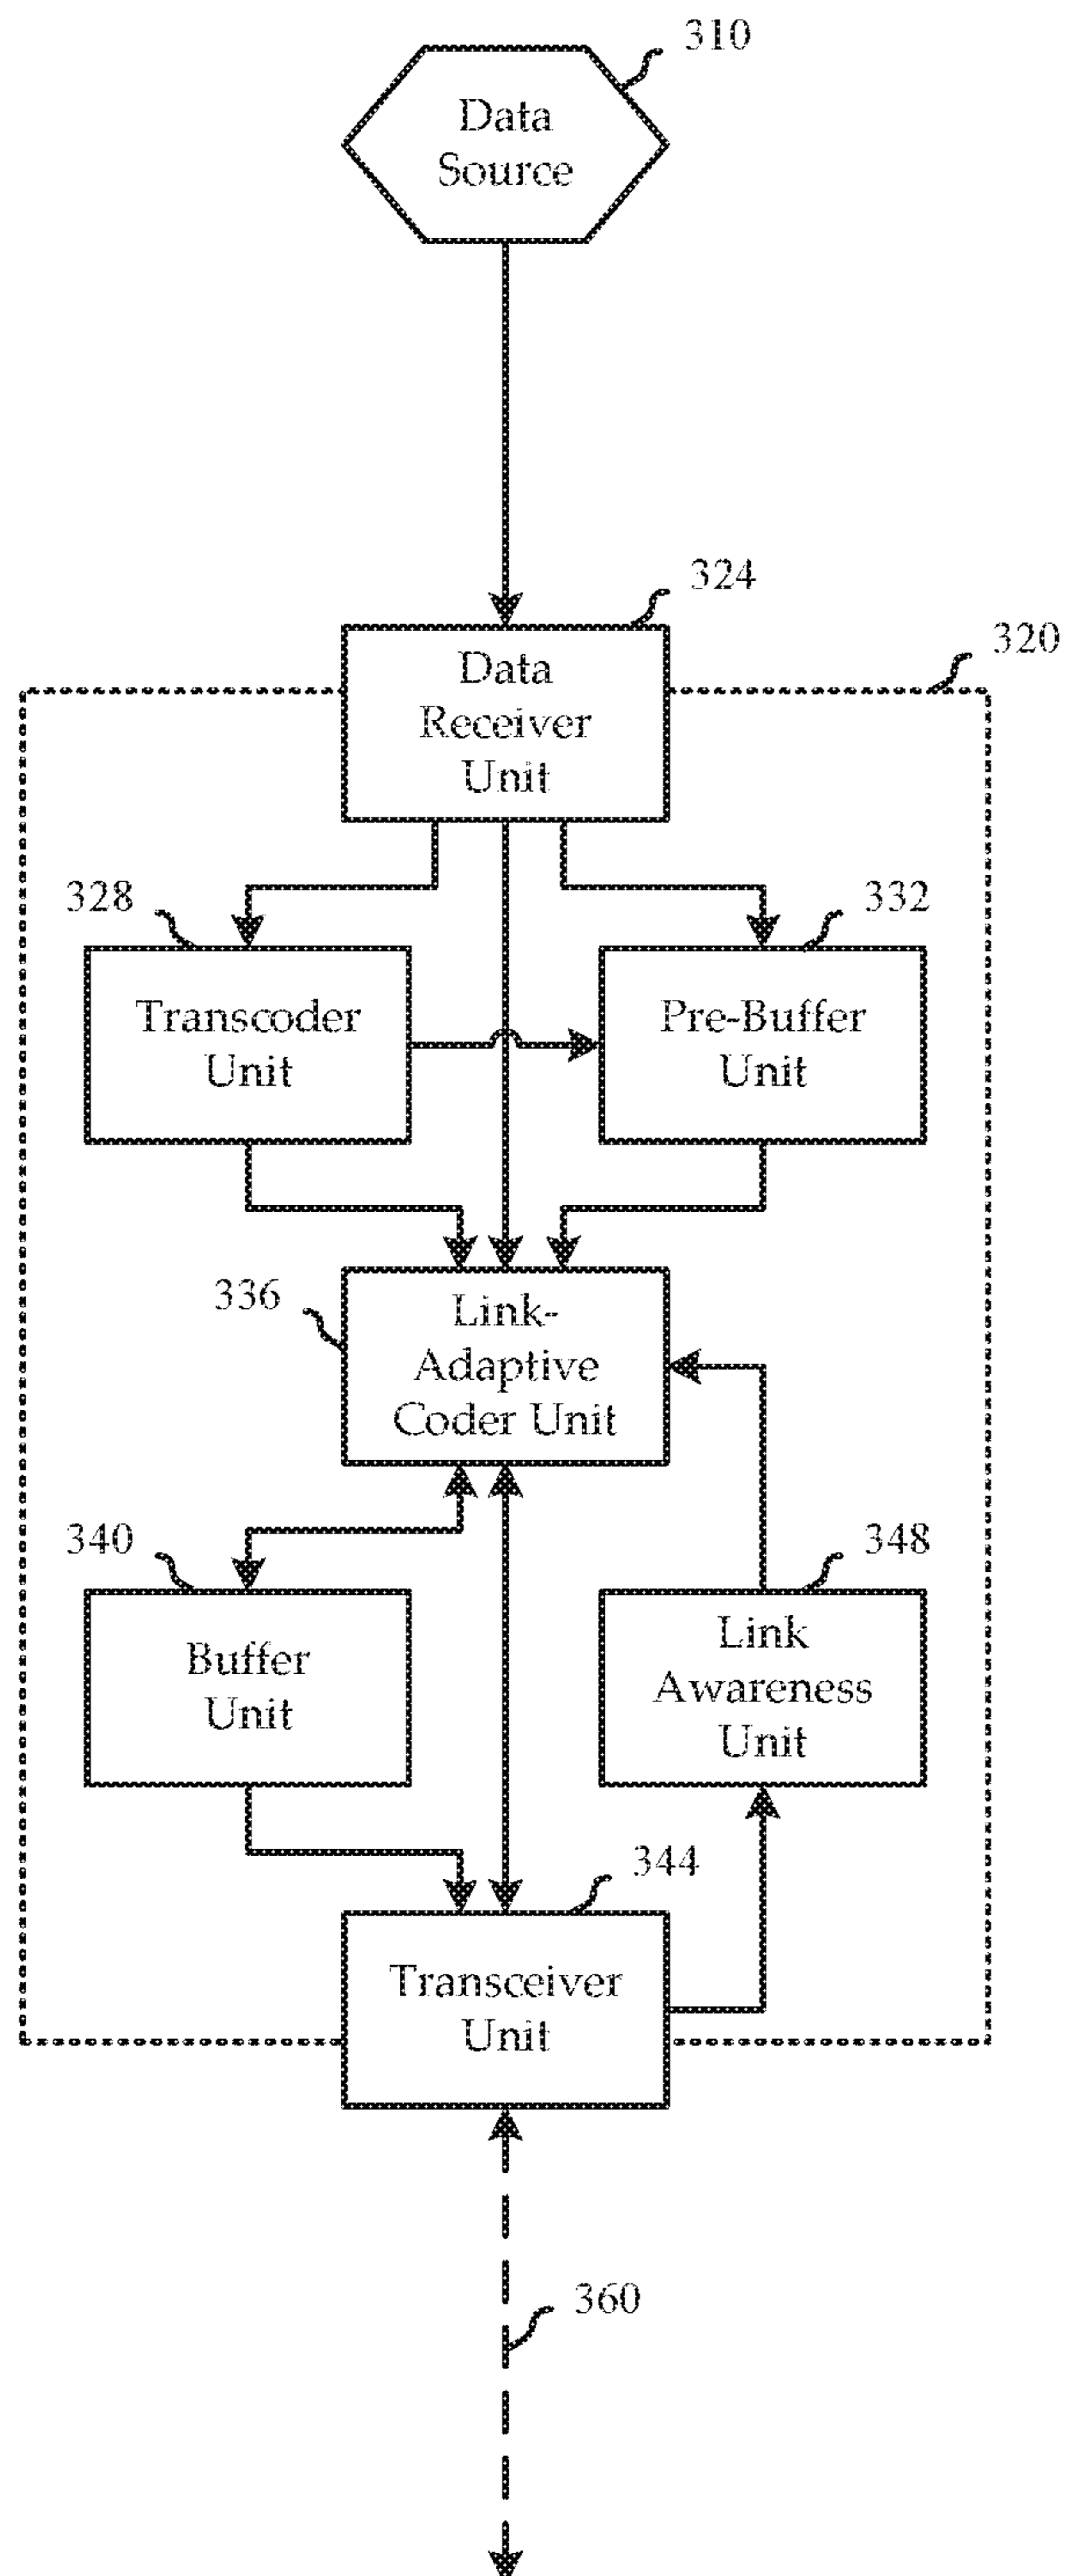 310
Data
Source
324
320
Data
Receiver
Unit
328
332
Transcoder
Unit
Pre-Buffer
Unit
336
Link-
Adaptive
Coder Unit
340
348
Buffer
Unit
Link
Awareness
Unit
344
Transceiver
Unit
360